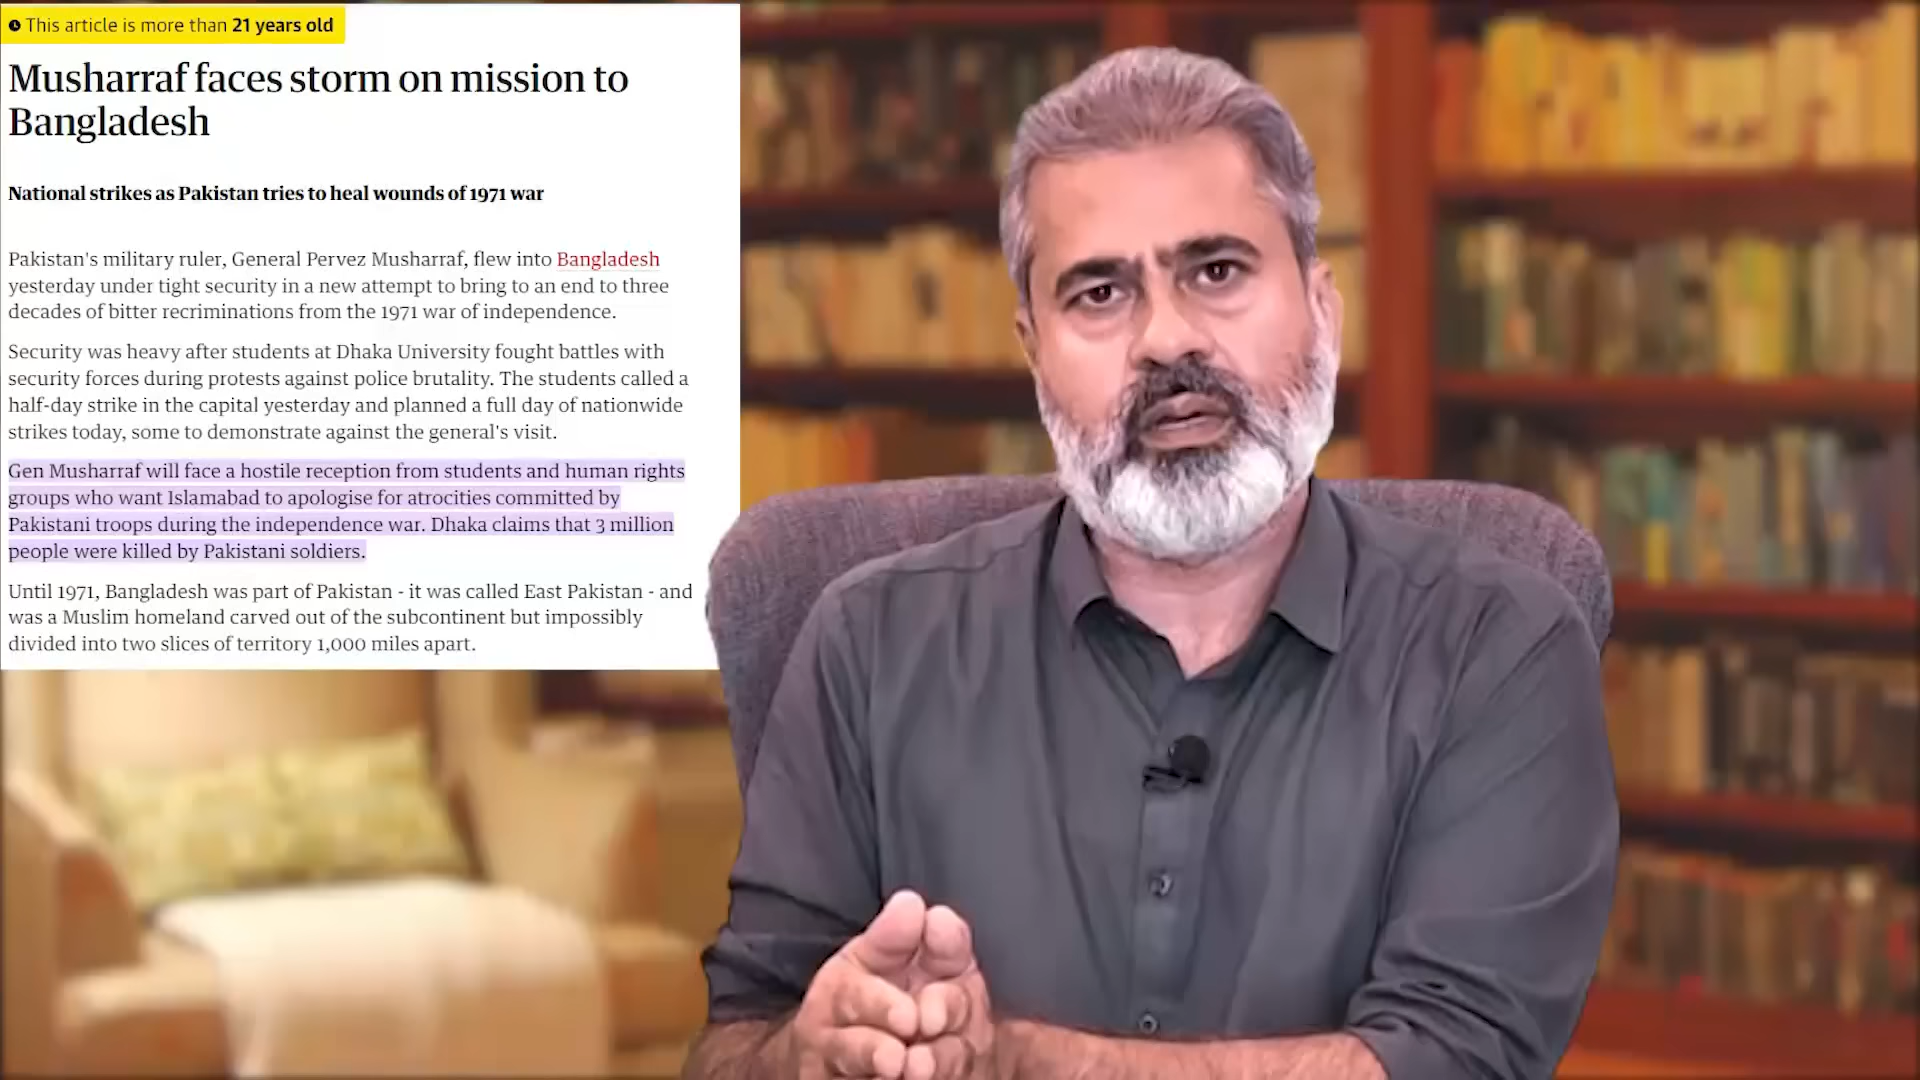 This article is more than 21 years old
Musharraf faces storm on mission to
Bangladesh
National strikes as Pakistan tries to heal wounds of 1971 war
Pakistan's military ruler, General Pervez Musharraf, flew into Bangladesh
yesterday under tight security in a new attempt to bring to an end to three
decades of bitter recriminations from the 1971 war of independence.
Security was heavy after students at Dhaka University fought battles with
security forces during protests against police brutality. The students called a
half-day strike in the capital yesterday and planned a full day of nationwide
strikes today, some to demonstrate against the general's visit.
Gen Musharraf will face a hostile reception from students and human rights
groups who want Islamabad to apologise for atrocities committed by
Pakistani troops during the independence war. Dhaka claims that 3 million
people were killed by Pakistani soldiers.
Until 1971, Bangladesh was part of Pakistan - it was called East Pakistan - and
was a Muslim homeland carved out of the subcontinent but impossibly
divided into two slices of territory 1,000 miles apart.